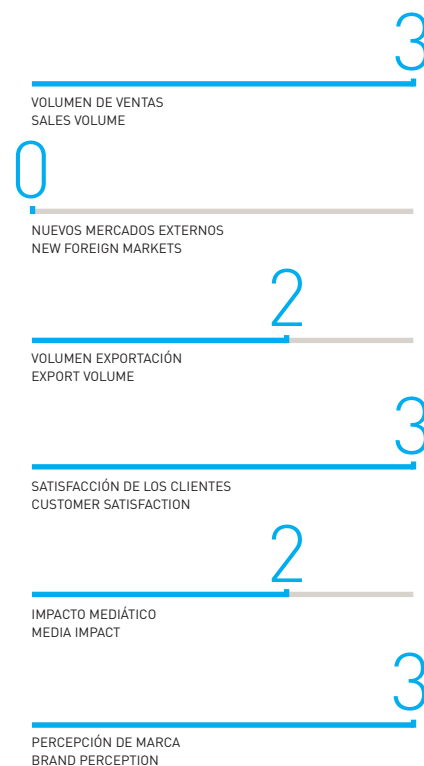 3
VOLUMEN DE VENTAS
SALES VOLUME
0
NUEVOS MERCADOS EXTERNOS
NEW FOREIGN MARKETS
2
VOLUMEN EXPORTACIÓN
EXPORT VOLUME
3
SATISFACCIÓN DE LOS CLIENTES
CUSTOMER SATISFACTION
2
IMPACTO MEDIÁTICO
MEDIA IMPACT
3
PERCEPCIÓN DE MARCA
BRAND PERCEPTION